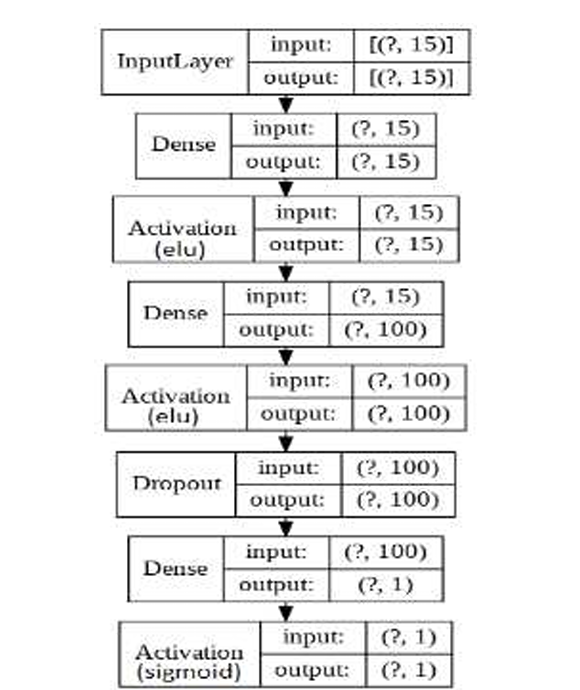 InputLayer
input: [(?, 15)]
output: [(?, 15)]
Dense
input: (?, 15)
output: (?, 15)
Activation
(elu)
input: (?, 15)
output: (?, 15)
Dense
input: (?, 15)
output: (?, 100)
Activation
(elu)
input: (?, 100)
output: (?, 100)
Dropout
input: (?, 100)
output: (?, 100)
Dense
input: (?, 100)
output: (?, 1)
Activation
(sigmoid)
input: (?, 1)
output: (?, 1)